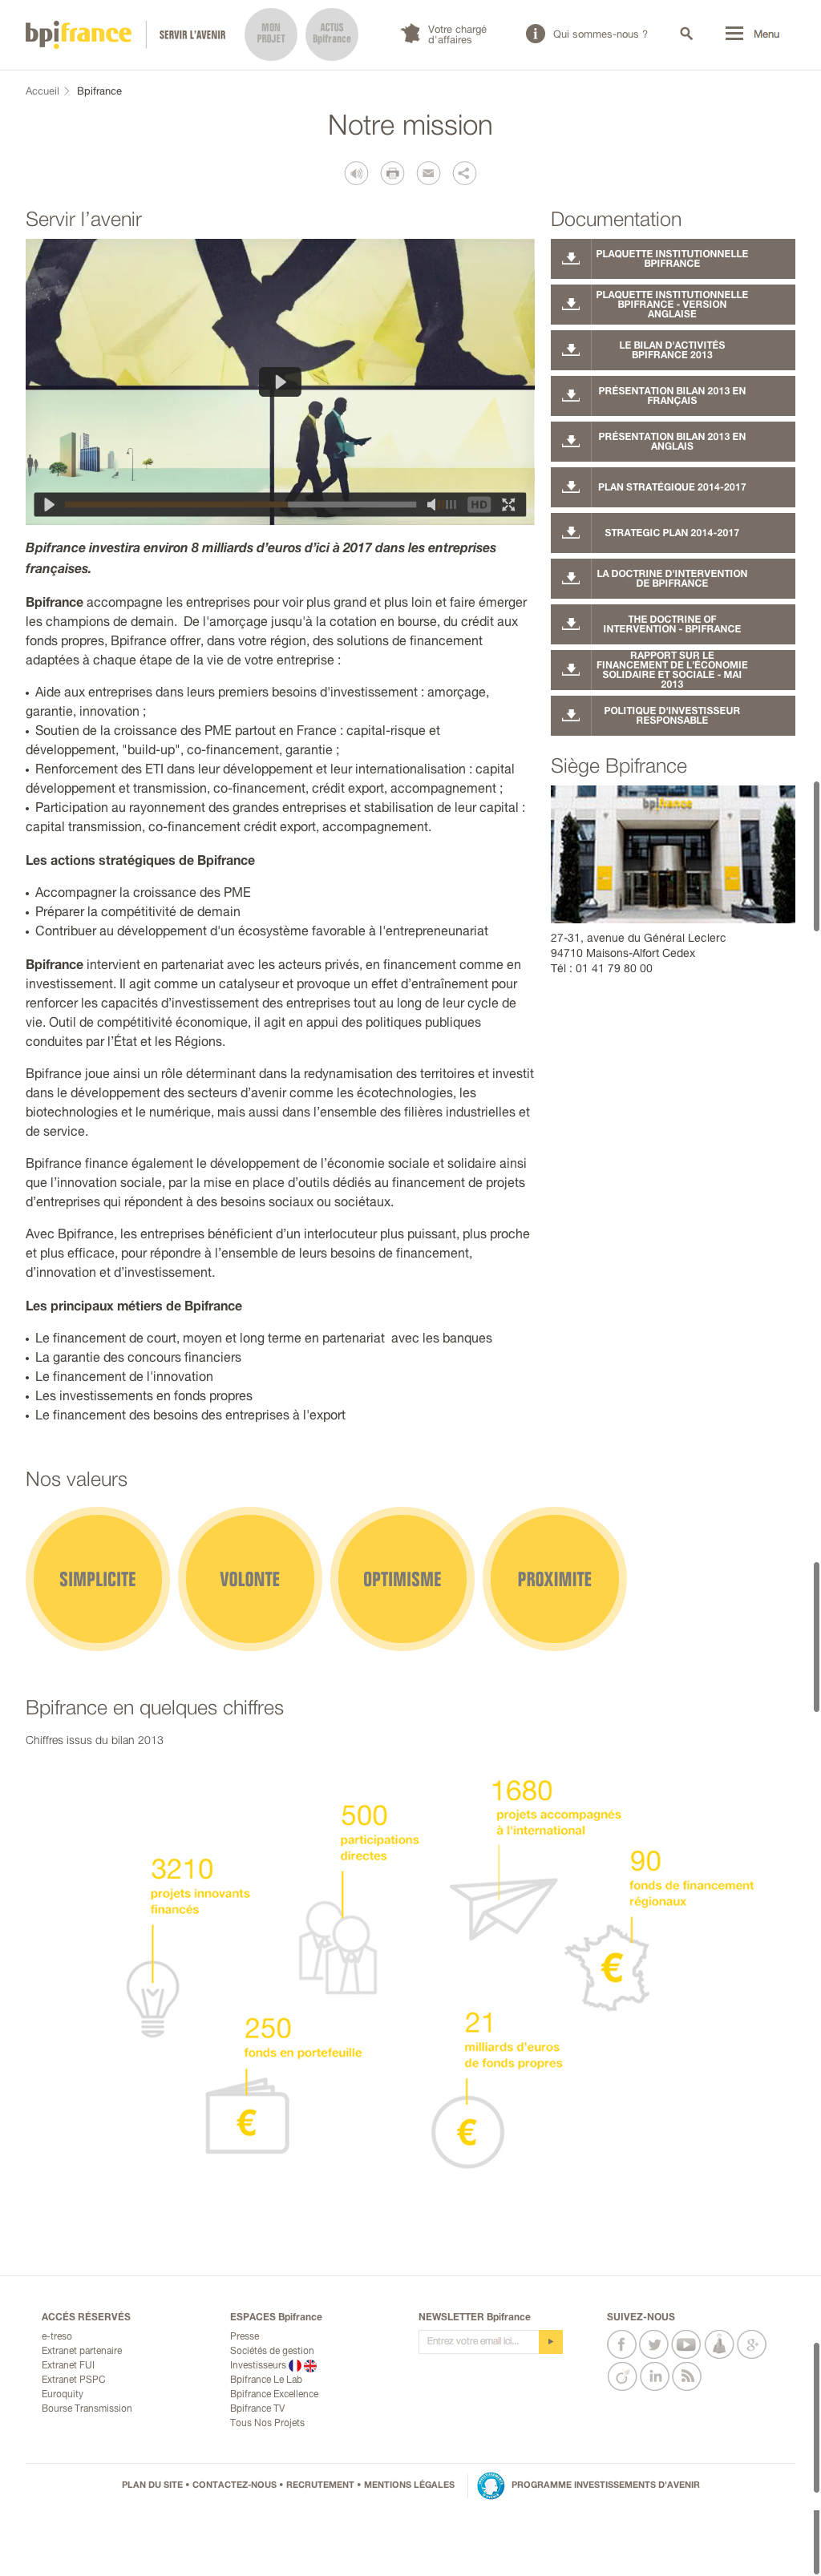 bpifrance
SERVIR L'AVENIR
MON
PROJET
ACTUS
Bpifrance
Votre chargé
d'affaires
Qui sommes-nous ?
Menu
Accueil
Bpifrance
Notre mission
Servir l’avenir
HD
Bpifrance investira environ 8 milliards d’euros d’ici à 2017 dans les entreprises
françaises.
Bpifrance accompagne les entreprises pour voir plus grand et plus loin et faire émerger
les champions de demain.  De l'amorçage jusqu'à la cotation en bourse, du crédit aux
fonds propres, Bpifrance offrer, dans votre région, des solutions de financement
adaptées à chaque étape de la vie de votre entreprise :
• Aide aux entreprises dans leurs premiers besoins d'investissement : amorçage,
garantie, innovation ;
• Soutien de la croissance des PME partout en France : capital-risque et
développement, "build-up", co-financement, garantie ;
• Renforcement des ETI dans leur développement et leur internationalisation : capital
développement et transmission, co-financement, crédit export, accompagnement ;
• Participation au rayonnement des grandes entreprises et stabilisation de leur capital :
capital transmission, co-financement crédit export, accompagnement.
Les actions stratégiques de Bpifrance
• Accompagner la croissance des PME
• Préparer la compétitivité de demain
• Contribuer au développement d'un écosystème favorable à l'entrepreneunariat
Bpifrance intervient en partenariat avec les acteurs privés, en financement comme en
investissement. Il agit comme un catalyseur et provoque un effet d’entraînement pour
renforcer les capacités d’investissement des entreprises tout au long de leur cycle de
vie. Outil de compétitivité économique, il agit en appui des politiques publiques
conduites par l’État et les Régions.
Bpifrance joue ainsi un rôle déterminant dans la redynamisation des territoires et investit
dans le développement des secteurs d’avenir comme les écotechnologies, les
biotechnologies et le numérique, mais aussi dans l’ensemble des filières industrielles et
de service.
Bpifrance finance également le développement de l’économie sociale et solidaire ainsi
que l’innovation sociale, par la mise en place d’outils dédiés au financement de projets
d’entreprises qui répondent à des besoins sociaux ou sociétaux.
Avec Bpifrance, les entreprises bénéficient d’un interlocuteur plus puissant, plus proche
et plus efficace, pour répondre à l’ensemble de leurs besoins de financement,
d’innovation et d’investissement.
Les principaux métiers de Bpifrance
• Le financement de court, moyen et long terme en partenariat  avec les banques
• La garantie des concours financiers
• Le financement de l'innovation
• Les investissements en fonds propres
• Le financement des besoins des entreprises à l'export
Documentation
PLAQUETTE INSTITUTIONNELLE
BPIFRANCE
PLAQUETTE INSTITUTIONNELLE
BPIFRANCE - VERSION
ANGLAISE
LE BILAN D'ACTIVITÉS
BPIFRANCE 2013
PRÉSENTATION BILAN 2013 EN
FRANÇAIS
PRÉSENTATION BILAN 2013 EN
ANGLAIS
PLAN STRATÉGIQUE 2014-2017
STRATEGIC PLAN 2014-2017
LA DOCTRINE D'INTERVENTION
DE BPIFRANCE
THE DOCTRINE OF
INTERVENTION - BPIFRANCE
RAPPORT SUR LE
FINANCEMENT DE L'ÉCONOMIE
SOLIDAIRE ET SOCIALE - MAI
2013
POLITIQUE D'INVESTISSEUR
RESPONSABLE
Siège Bpifrance
bpifrance
27-31, avenue du Général Leclerc
94710 Maisons-Alfort Cedex
Tél : 01 41 79 80 00
Nos valeurs
SIMPLICITE
VOLONTE
OPTIMISME
PROXIMITE
Bpifrance en quelques chiffres
Chiffres issus du bilan 2013
3210
projets innovants
financés
500
participations
directes
1680
projets accompagnés
à l'international
90
fonds de financement
régionaux
€
250
fonds en portefeuille
€
21
milliards d'euros
de fonds propres
€
ACCÈS RÉSERVÉS
e-treso
Extranet partenaire
Extranet FUI
Extranet PSPC
Euroquity
Bourse Transmission
ESPACES Bpifrance
Presse
Sociétés de gestion
Investisseurs
Bpifrance Le Lab
Bpifrance Excellence
Bpifrance TV
Tous Nos Projets
NEWSLETTER Bpifrance
Entrez votre email ici...
SUIVEZ-NOUS
PLAN DU SITE • CONTACTEZ-NOUS • RECRUTEMENT • MENTIONS LÉGALES
PROGRAMME INVESTISSEMENTS D'AVENIR